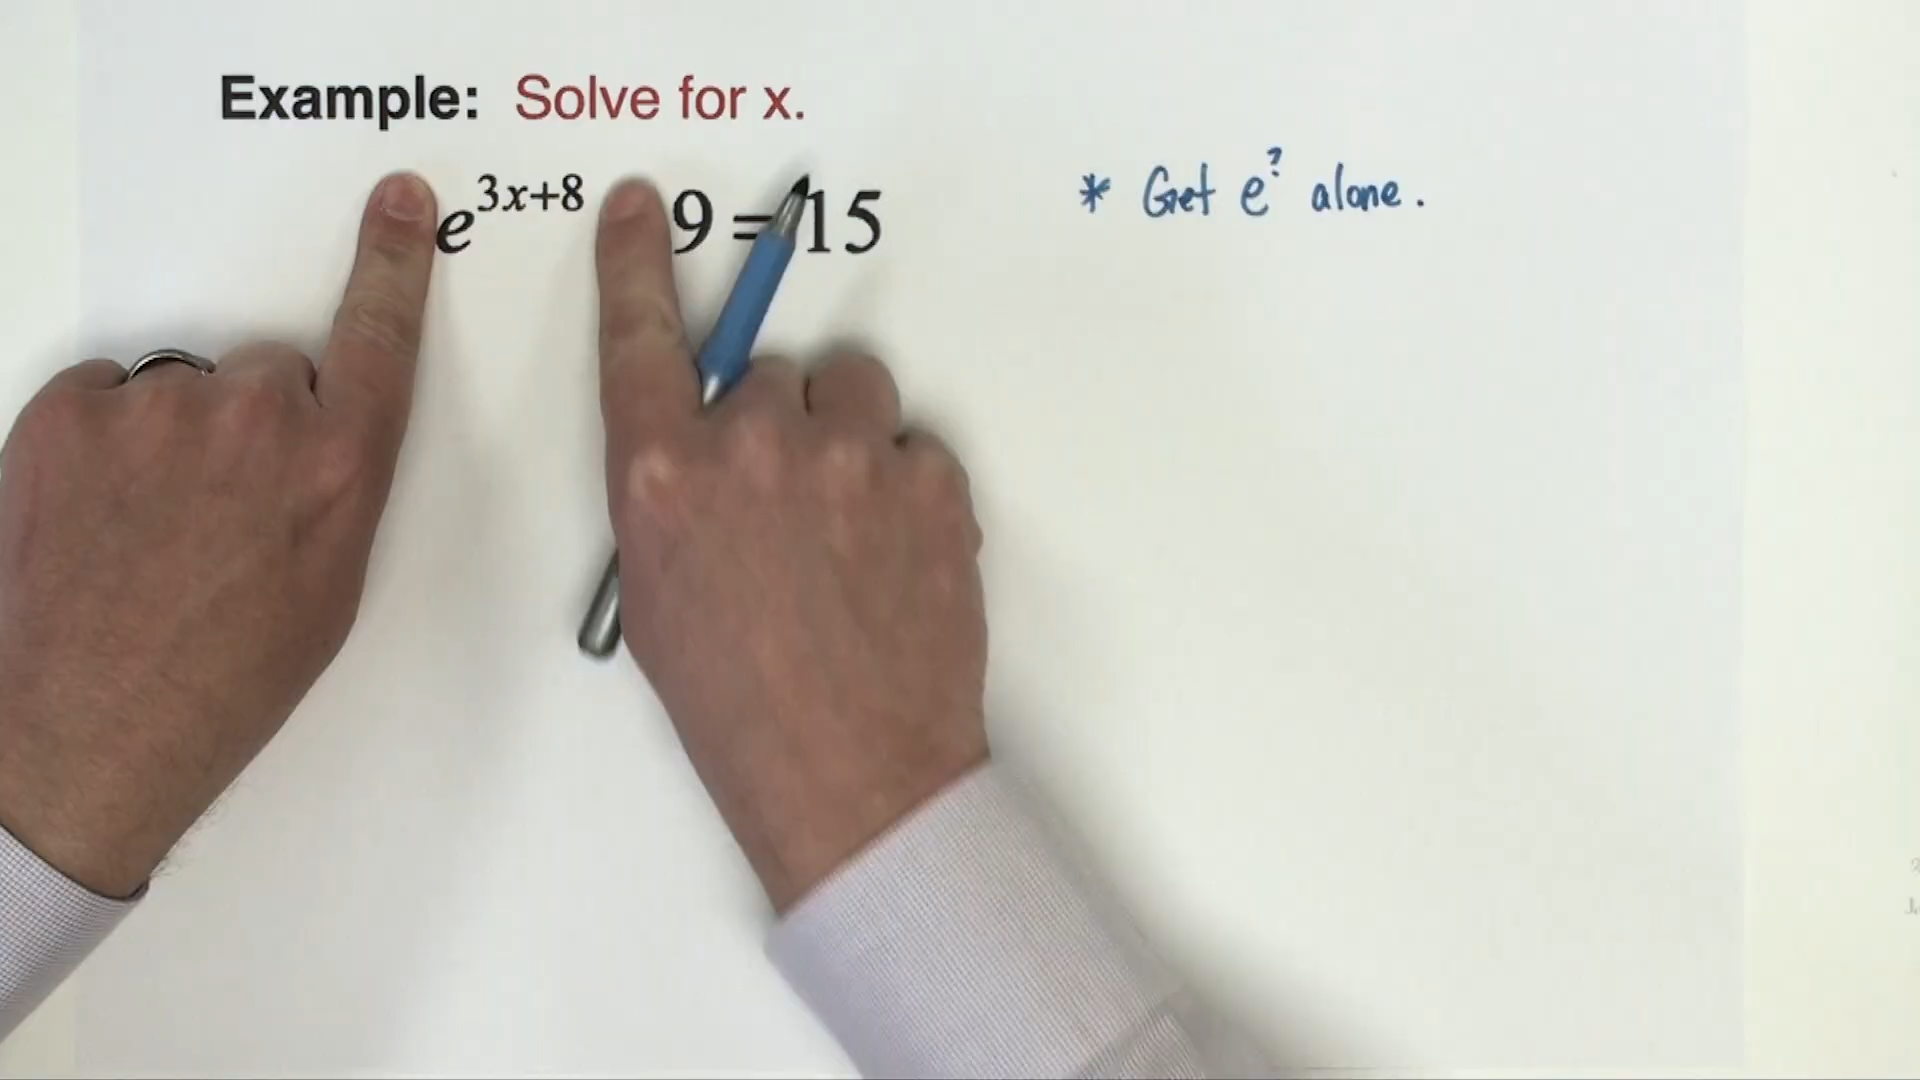 Example: Solve for x.
e^{3x+8} 9 = 15
* Get e^? alone.